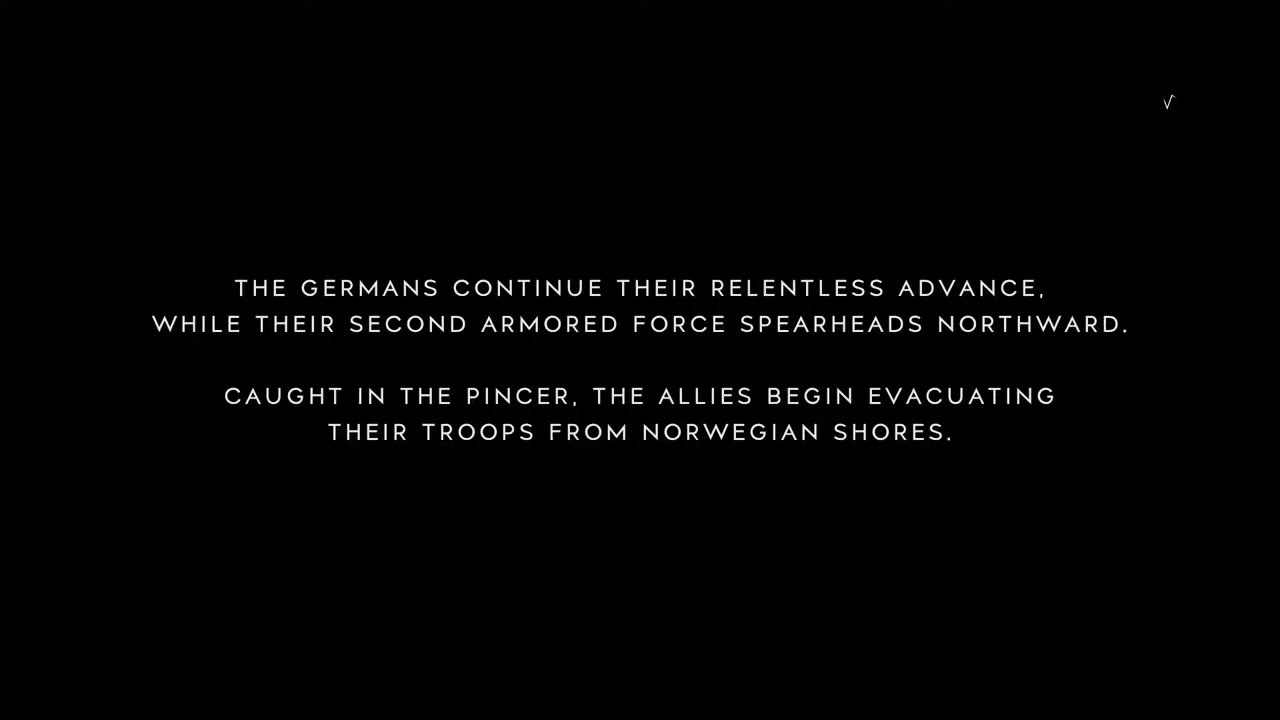 THE GERMANS CONTINUE THEIR RELENTLESS ADVANCE,
WHILE THEIR SECOND ARMORED FORCE SPEARHEADS NORTHWARD.
CAUGHT IN THE PINCER, THE ALLIES BEGIN EVACUATING
THEIR TROOPS FROM NORWEGIAN SHORES.